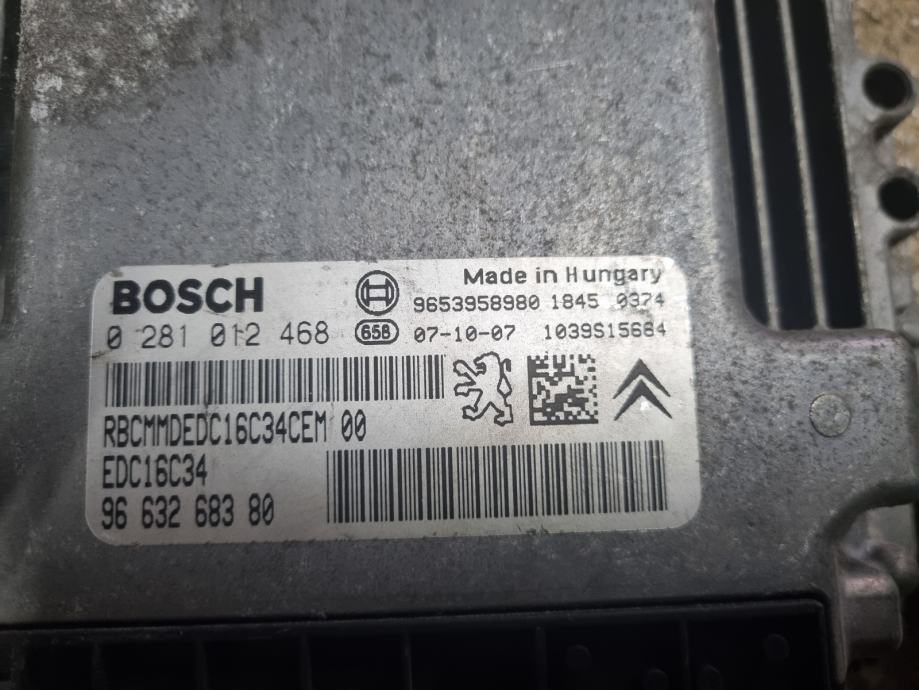 BOSCH
Made in Hungary
9653958980 1845 0374
0 281 012 468 658 07-10-07 1039S15684
RBCMMDEDC16C34CEM 00
EDC16C34
96 632 683 80